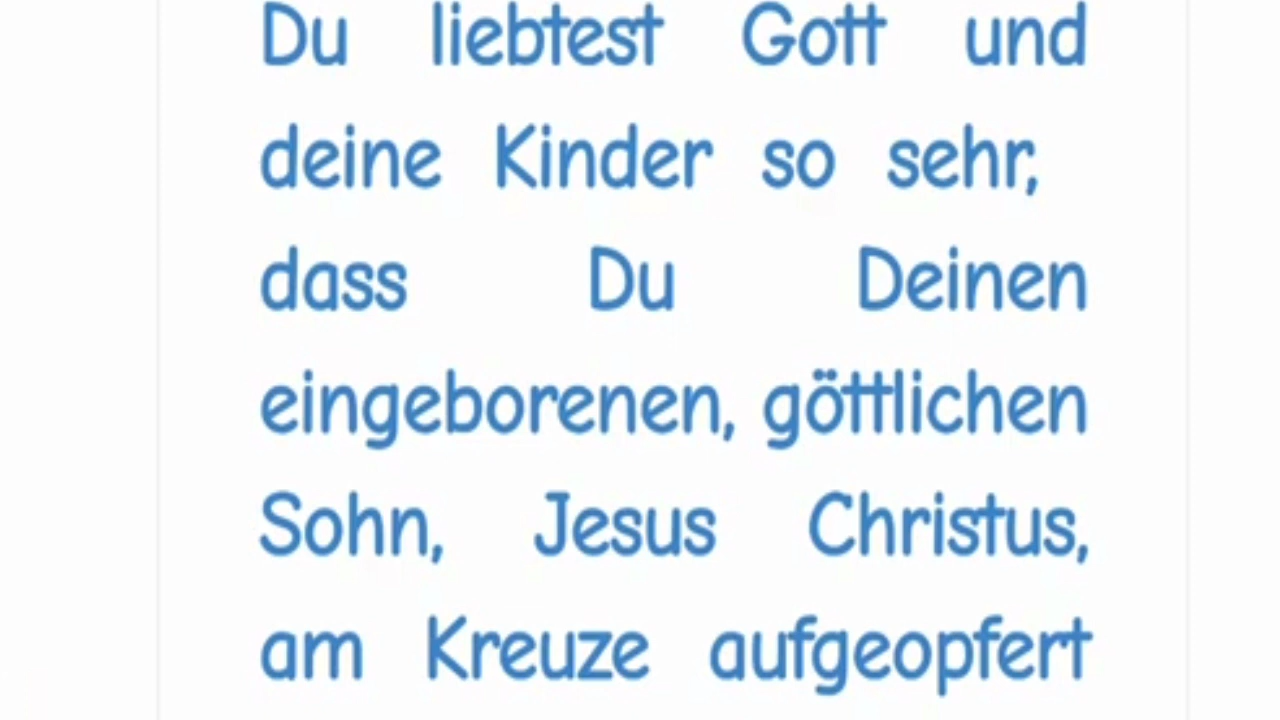 Du liebtest Gott und
deine Kinder so sehr,
dass Du Deinen
eingeborenen, göttlichen
Sohn, Jesus Christus,
am Kreuze aufgeopfert